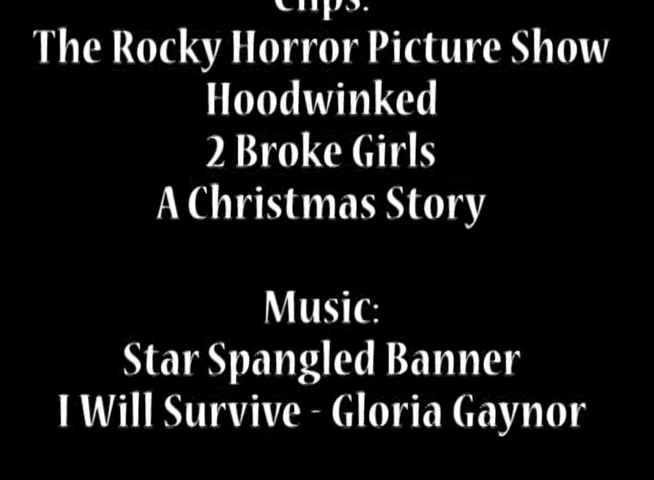 Clips:
The Rocky Horror Picture Show
Hoodwinked
2 Broke Girls
A Christmas Story
Music:
Star Spangled Banner
I Will Survive - Gloria Gaynor